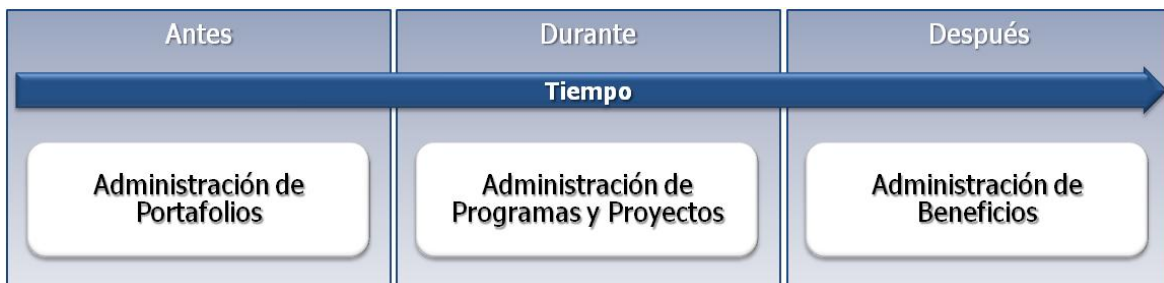 Antes
Durante
Después
Tiempo
Administración de
Portafolios
Administración de
Programas y Proyectos
Administración de
Beneficios